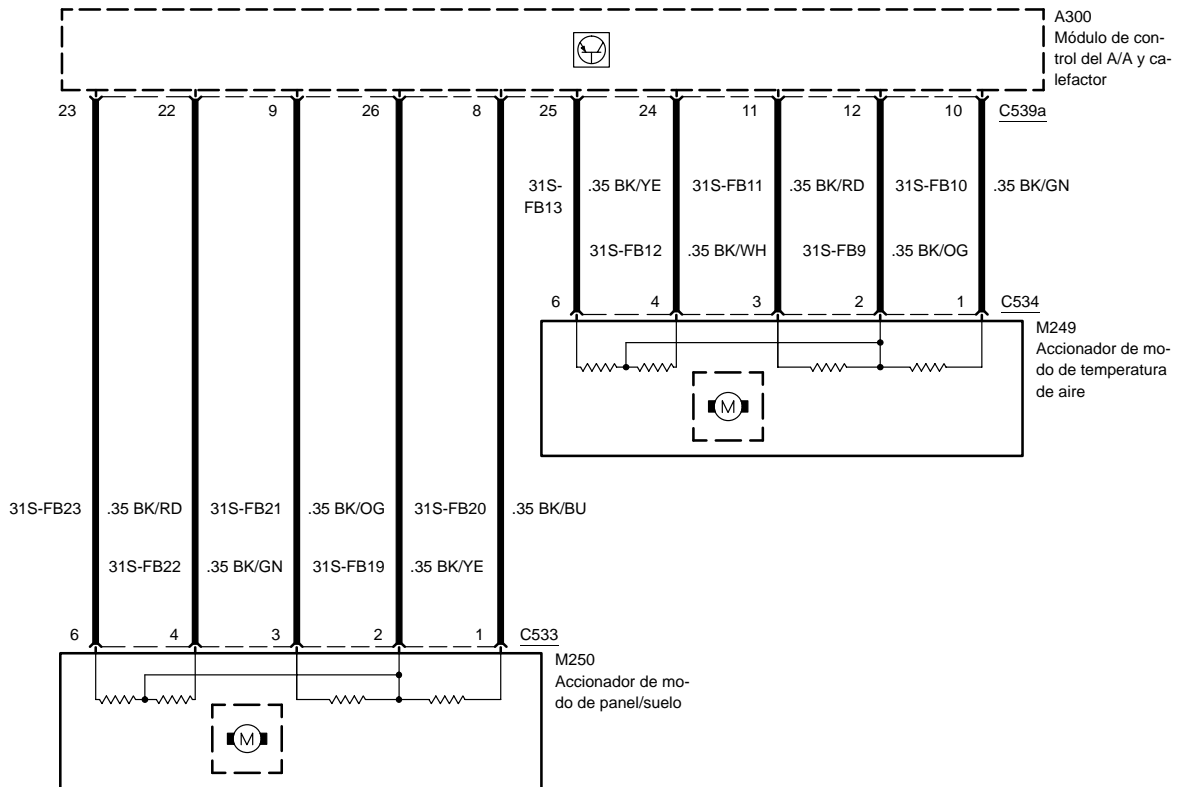 A300
Módulo de con-
trol del A/A y ca-
lefactor
23 22 9 26 8 25 24 11 12 10 C539a
31S- .35 BK/YE 31S-FB11 .35 BK/RD 31S-FB10 .35 BK/GN
FB13
31S-FB12 .35 BK/WH 31S-FB9 .35 BK/OG
6 4 3 2 1 C534
M249
Accionador de mo-
do de temperatura
de aire
M
31S-FB23 .35 BK/RD 31S-FB21 .35 BK/OG 31S-FB20 .35 BK/BU
31S-FB22 .35 BK/GN 31S-FB19 .35 BK/YE
6 4 3 2 1 C533
M250
Accionador de mo-
do de panel/suelo
M